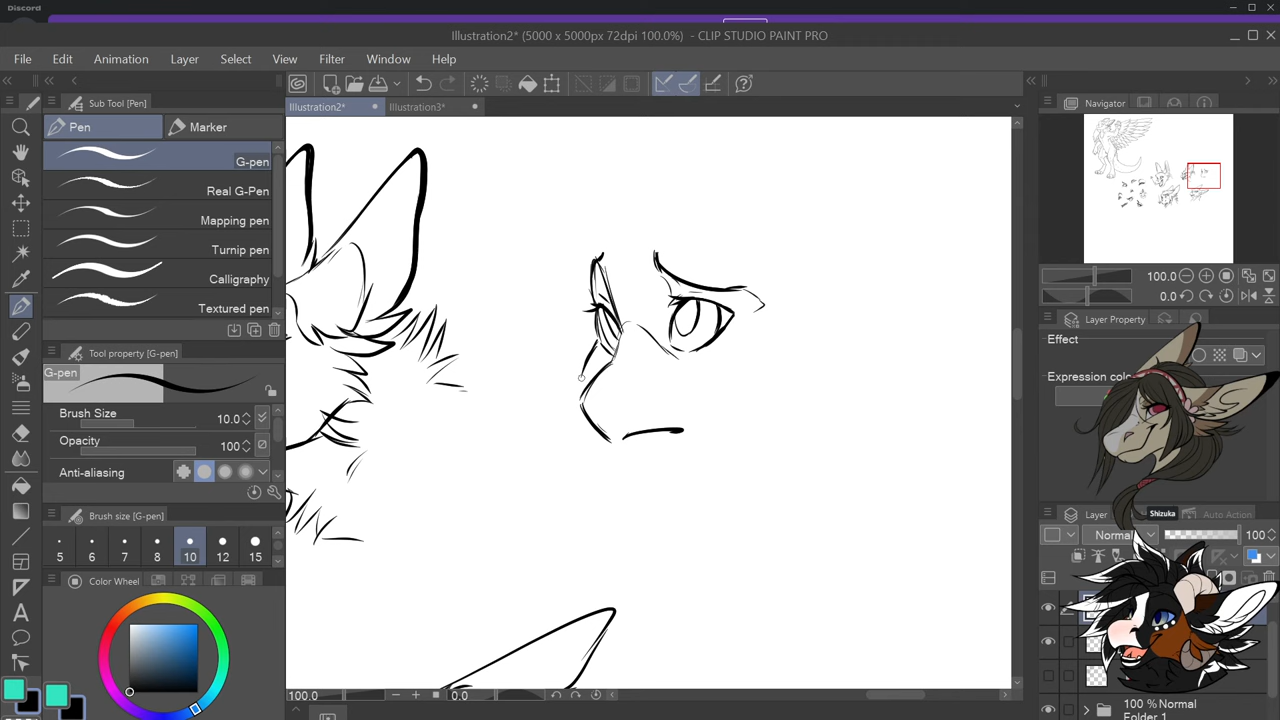 Discord
Illustration2* (5000 x 5000px 72dpi 100.0%) - CLIP STUDIO PAINT PRO
File Edit Animation Layer Select View Filter Window Help
Sub Tool [Pen]
Illustration2*
Illustration3*
Navigator
Pen
Marker
G-pen
Real G-Pen
Mapping pen
Turnip pen
Calligraphy
Textured pen
100.0
0.0
Layer Property
Effect
Expression colo
Tool property [G-pen]
G-pen
Brush Size 10.0
Opacity 100
Anti-aliasing
Brush size [G-pen]
5 6 7 8 10 12 15
Color Wheel
Layer
Shizuka
Auto Action
Normal
100
100.0
0.0
100 % Normal
Folder 1